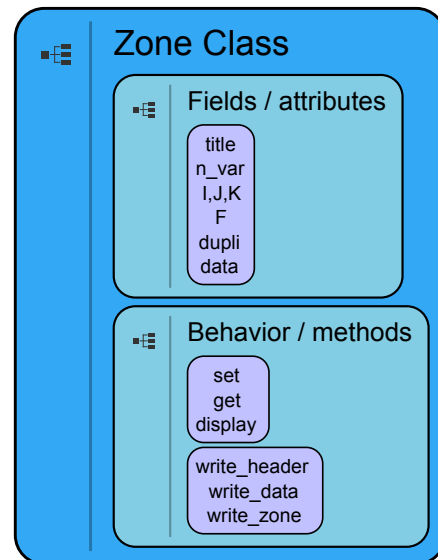 Zone Class
Fields / attributes
title
n_var
I,J,K
F
dupli
data
Behavior / methods
set
get
display
write_header
write_data
write_zone